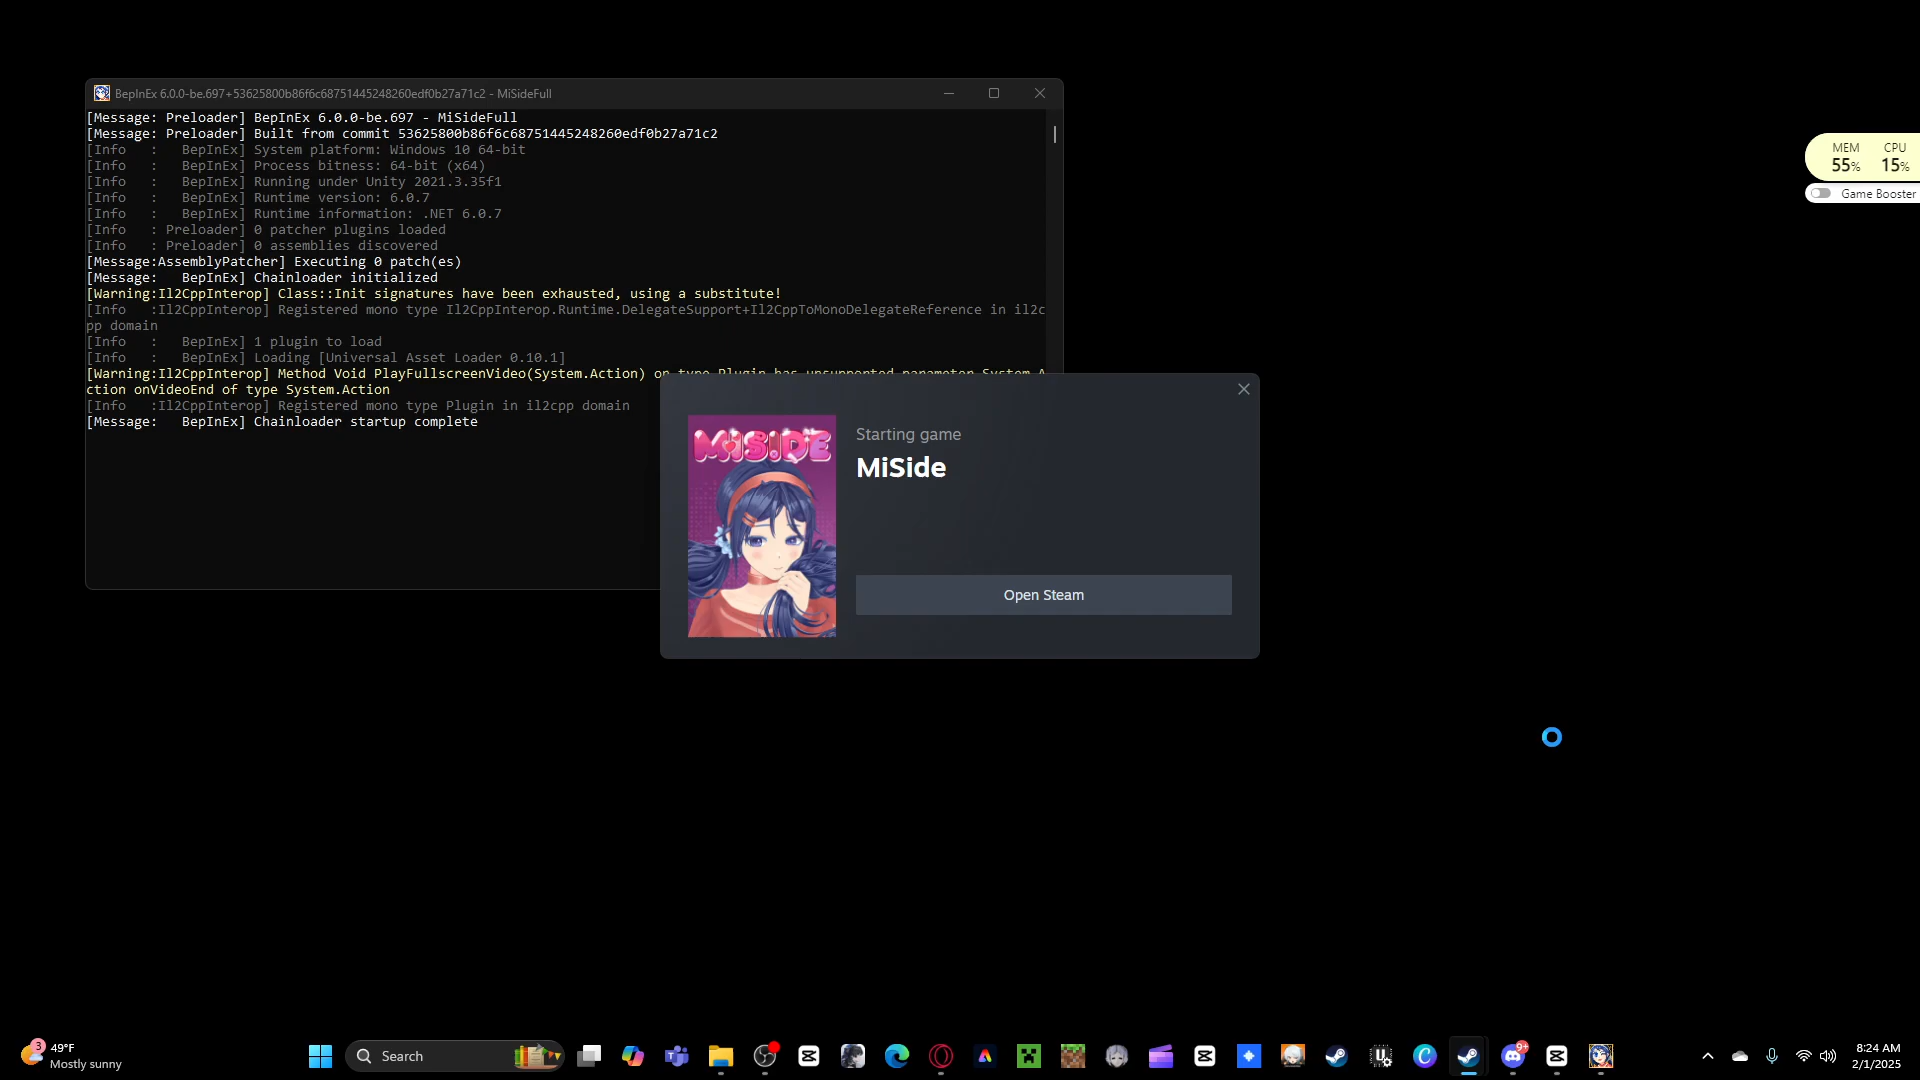 BepInEx 6.0.0-be.697+53625800b86f6c68751445248260edf0b27a71c2 - MiSideFull
[Message: Preloader] BepInEx 6.0.0-be.697 - MiSideFull
[Message: Preloader] Built from commit 53625800b86f6c68751445248260edf0b27a71c2
[Info   :   BepInEx] System platform: Windows 10 64-bit
[Info   :   BepInEx] Process bitness: 64-bit (x64)
[Info   :   BepInEx] Running under Unity 2021.3.35f1
[Info   :   BepInEx] Runtime version: 6.0.7
[Info   :   BepInEx] Runtime information: .NET 6.0.7
[Info   : Preloader] 0 patcher plugins loaded
[Info   : Preloader] 0 assemblies discovered
[Message:AssemblyPatcher] Executing 0 patch(es)
[Message:   BepInEx] Chainloader initialized
[Warning:Il2CppInterop] Class::Init signatures have been exhausted, using a substitute!
[Info   :Il2CppInterop] Registered mono type Il2CppInterop.Runtime.DelegateSupport+Il2CppToMonoDelegateReference in il2c
pp domain
[Info   :   BepInEx] 1 plugin to load
[Info   :   BepInEx] Loading [Universal Asset Loader 0.10.1]
[Warning:Il2CppInterop] Method Void PlayFullscreenVideo(System.Action) on type Plugin has unsupported parameter System.A
ction onVideoEnd of type System.Action
[Info   :Il2CppInterop] Registered mono type Plugin in il2cpp domain
[Message:   BepInEx] Chainloader startup complete
MEM CPU
55% 15%
Game Booster
MISIDE
Starting game
MiSide
Open Steam
3
49°F
Mostly sunny
Search
9+
8:24 AM
2/1/2025